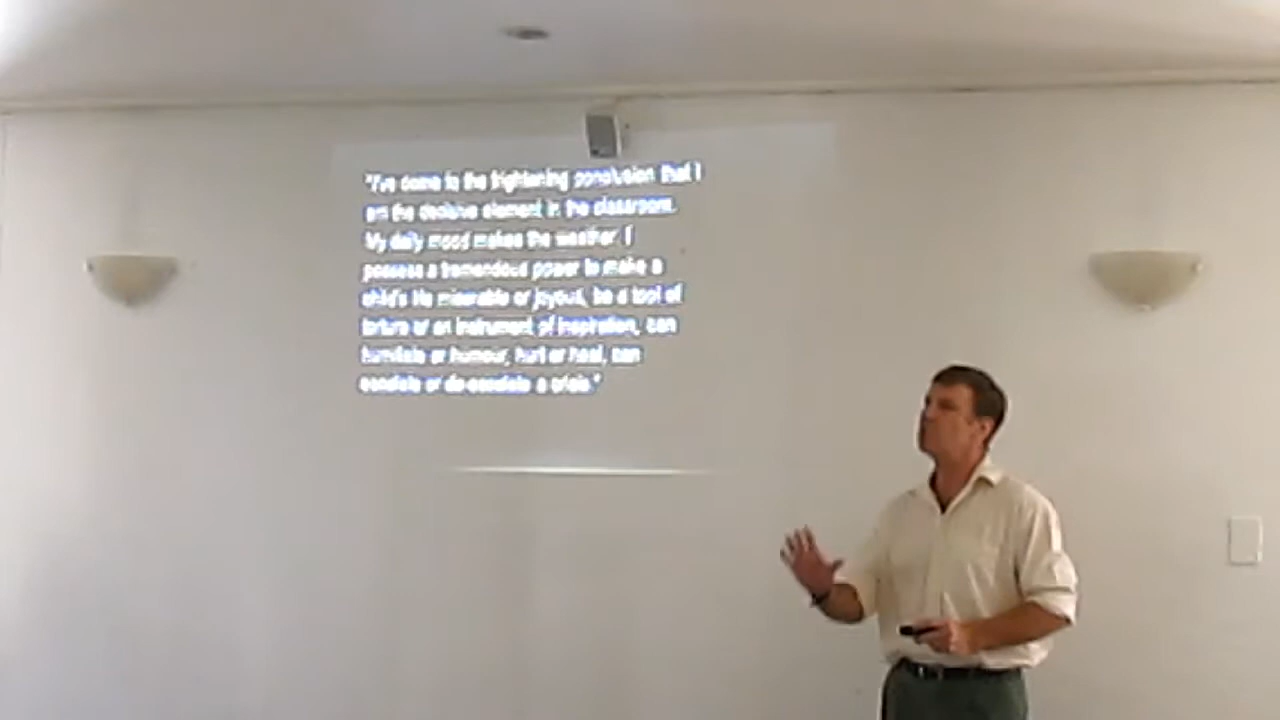 "I've come to the frightening conclusion that I
am the decisive element in the classroom.
My daily mood makes the weather. I
possess a tremendous power to make a
child's life miserable or joyous, be a tool of
torture or an instrument of inspiration, can
humiliate or humour, hurt or heal, can
escalate or de-escalate a crisis."